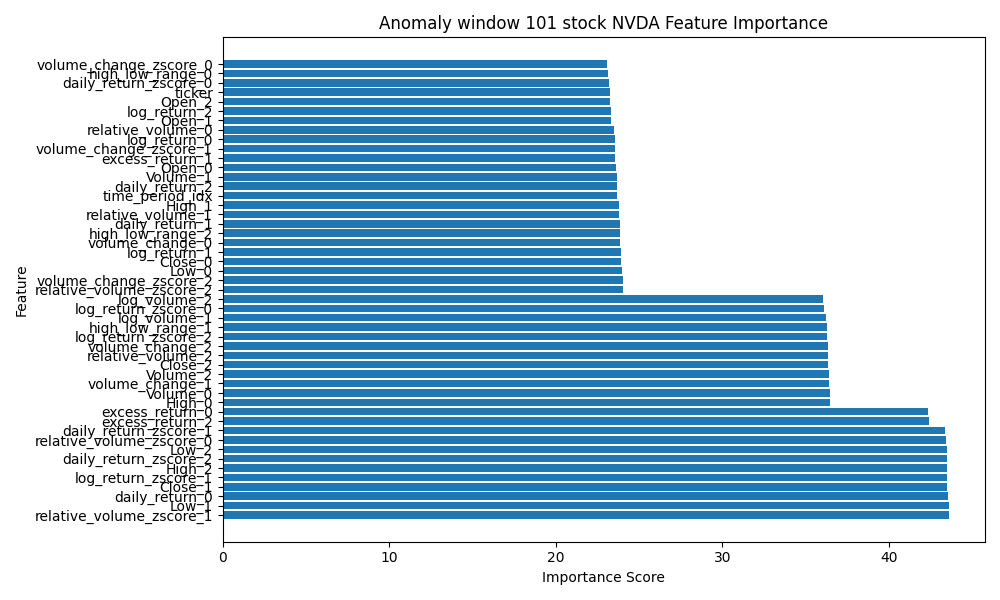 Anomaly window 101 stock NVDA Feature Importance
volume_change_zscore_0
high_low_range_0
daily_return_zscore_0
ticker
Open_2
log_return_2
Open_1
relative_volume_0
log_return_0
volume_change_zscore_1
excess_return_1
Open_0
Volume_1
daily_return_2
time_period_idx
High_1
relative_volume_1
daily_return_1
high_low_range_2
volume_change_0
log_return_1
Close_0
Low_0
volume_change_zscore_2
relative_volume_zscore_2
log_volume_2
log_return_zscore_0
log_volume_1
high_low_range_1
log_return_zscore_2
volume_change_2
relative_volume_2
Close_2
Volume_2
volume_change_1
Volume_0
High_0
excess_return_0
excess_return_2
daily_return_zscore_1
relative_volume_zscore_0
Low_2
daily_return_zscore_2
High_2
log_return_zscore_1
Close_1
daily_return_0
Low_1
relative_volume_zscore_1
Feature
0 10 20 30 40
Importance Score